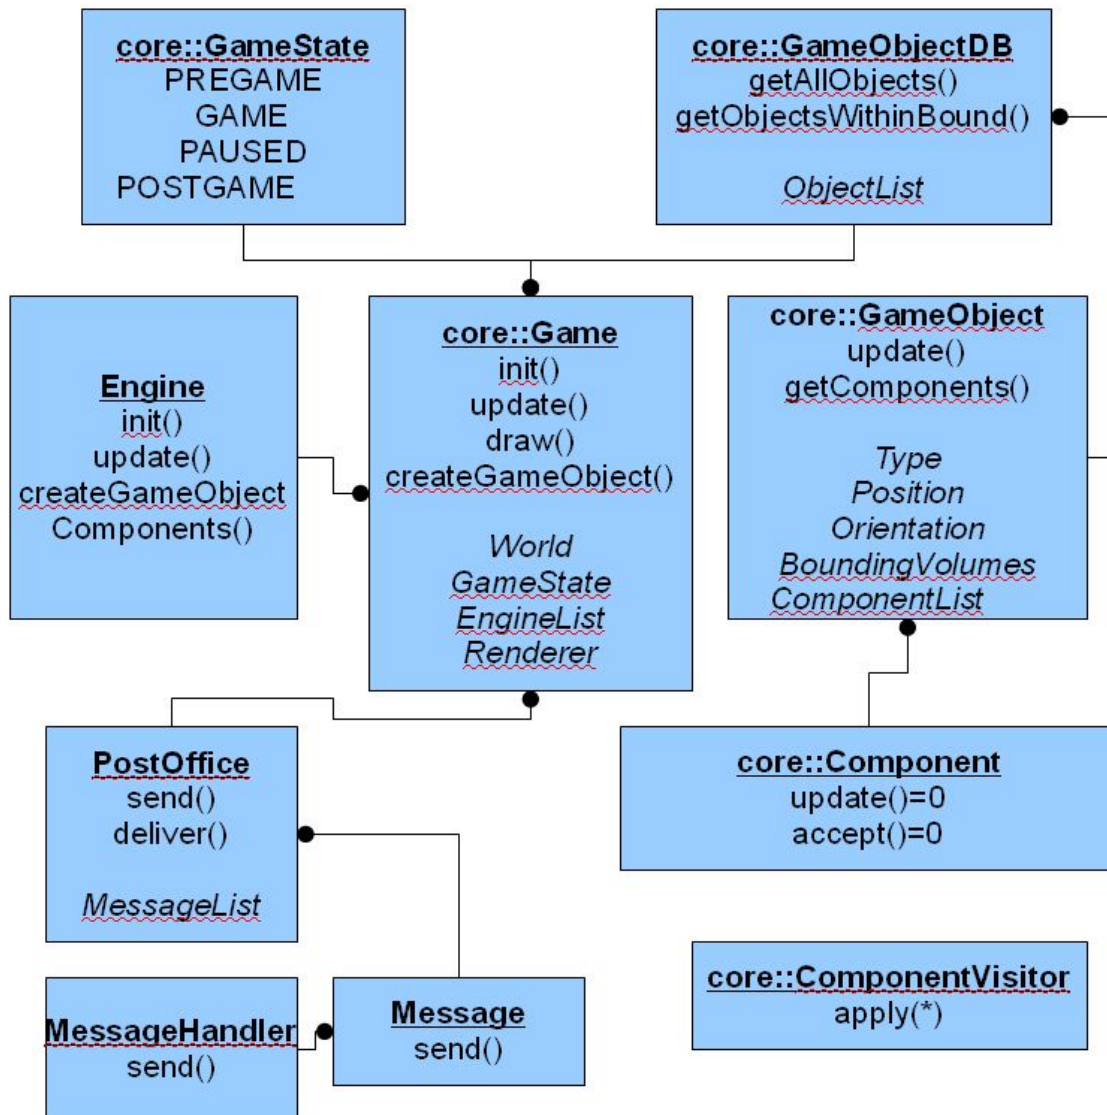 core::GameState
PREGAME
GAME
PAUSED
POSTGAME
core::GameObjectDB
getAllObjects()
getObjectsWithinBound()
ObjectList
Engine
init()
update()
createGameObject
Components()
core::Game
init()
update()
draw()
createGameObject()
World
GameState
EngineList
Renderer
core::GameObject
update()
getComponents()
Type
Position
Orientation
BoundingVolumes
ComponentList
PostOffice
send()
deliver()
MessageList
core::Component
update()=0
accept()=0
MessageHandler
send()
Message
send()
core::ComponentVisitor
apply(*)